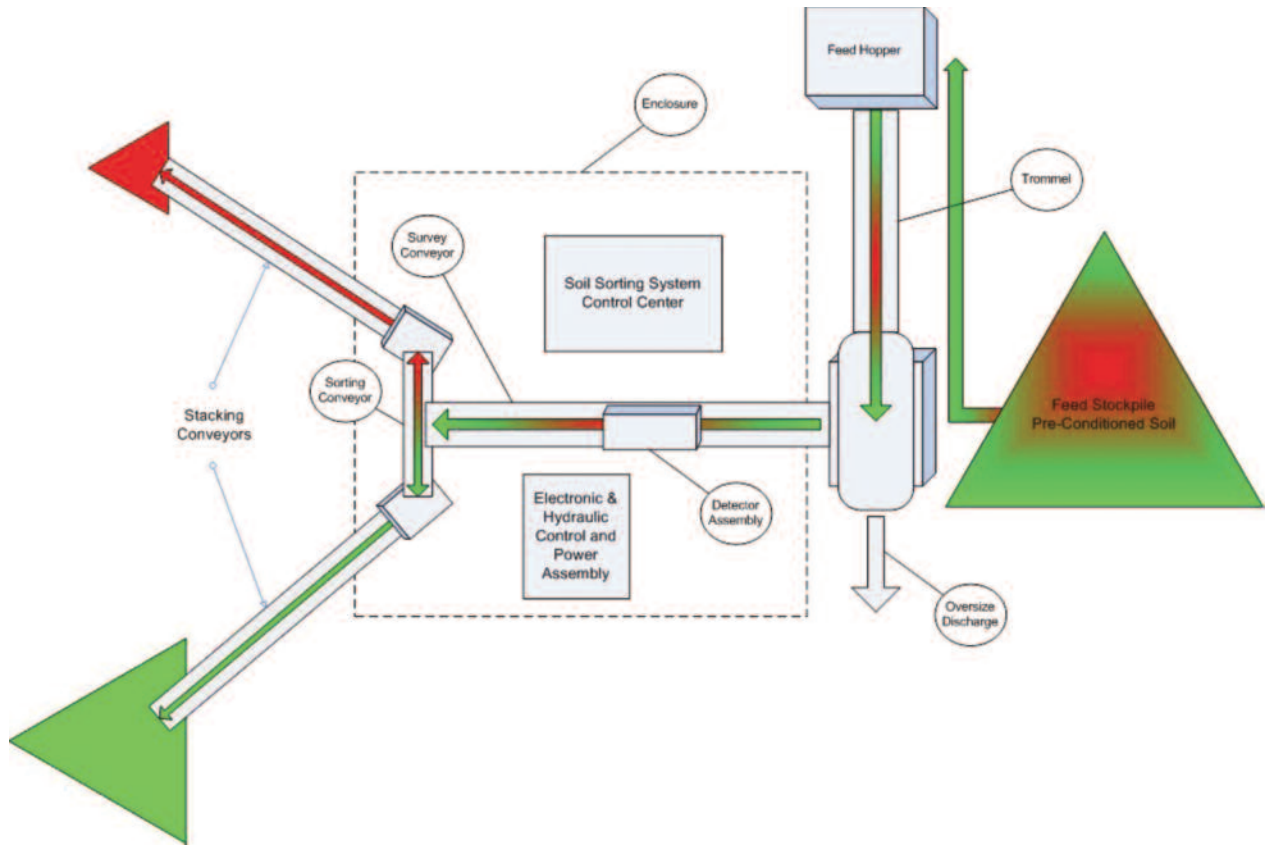 Feed Hopper
Enclosure
Trommel
Survey
Conveyor
Soil Sorting System
Control Center
Sorting
Conveyor
Stacking
Conveyors
Feed Stockpile
Pre-Conditioned Soil
Electronic &
Hydraulic
Control and
Power
Assembly
Detector
Assembly
Oversize
Discharge